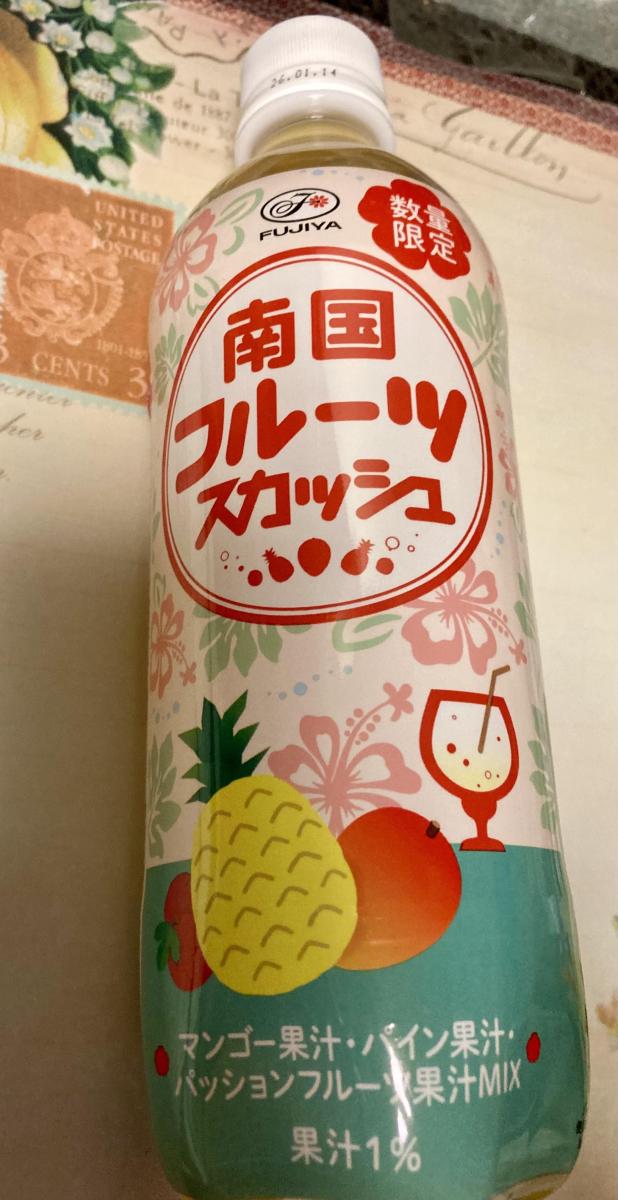 26.01.14
FUJIYA
数量
限定
南国
フルーツ
スカッシュ
マンゴー果汁・パイン果汁・
パッションフルーツ果汁MIX
果汁1%
UNITED
STATES
POSTAGE
CENTS 3